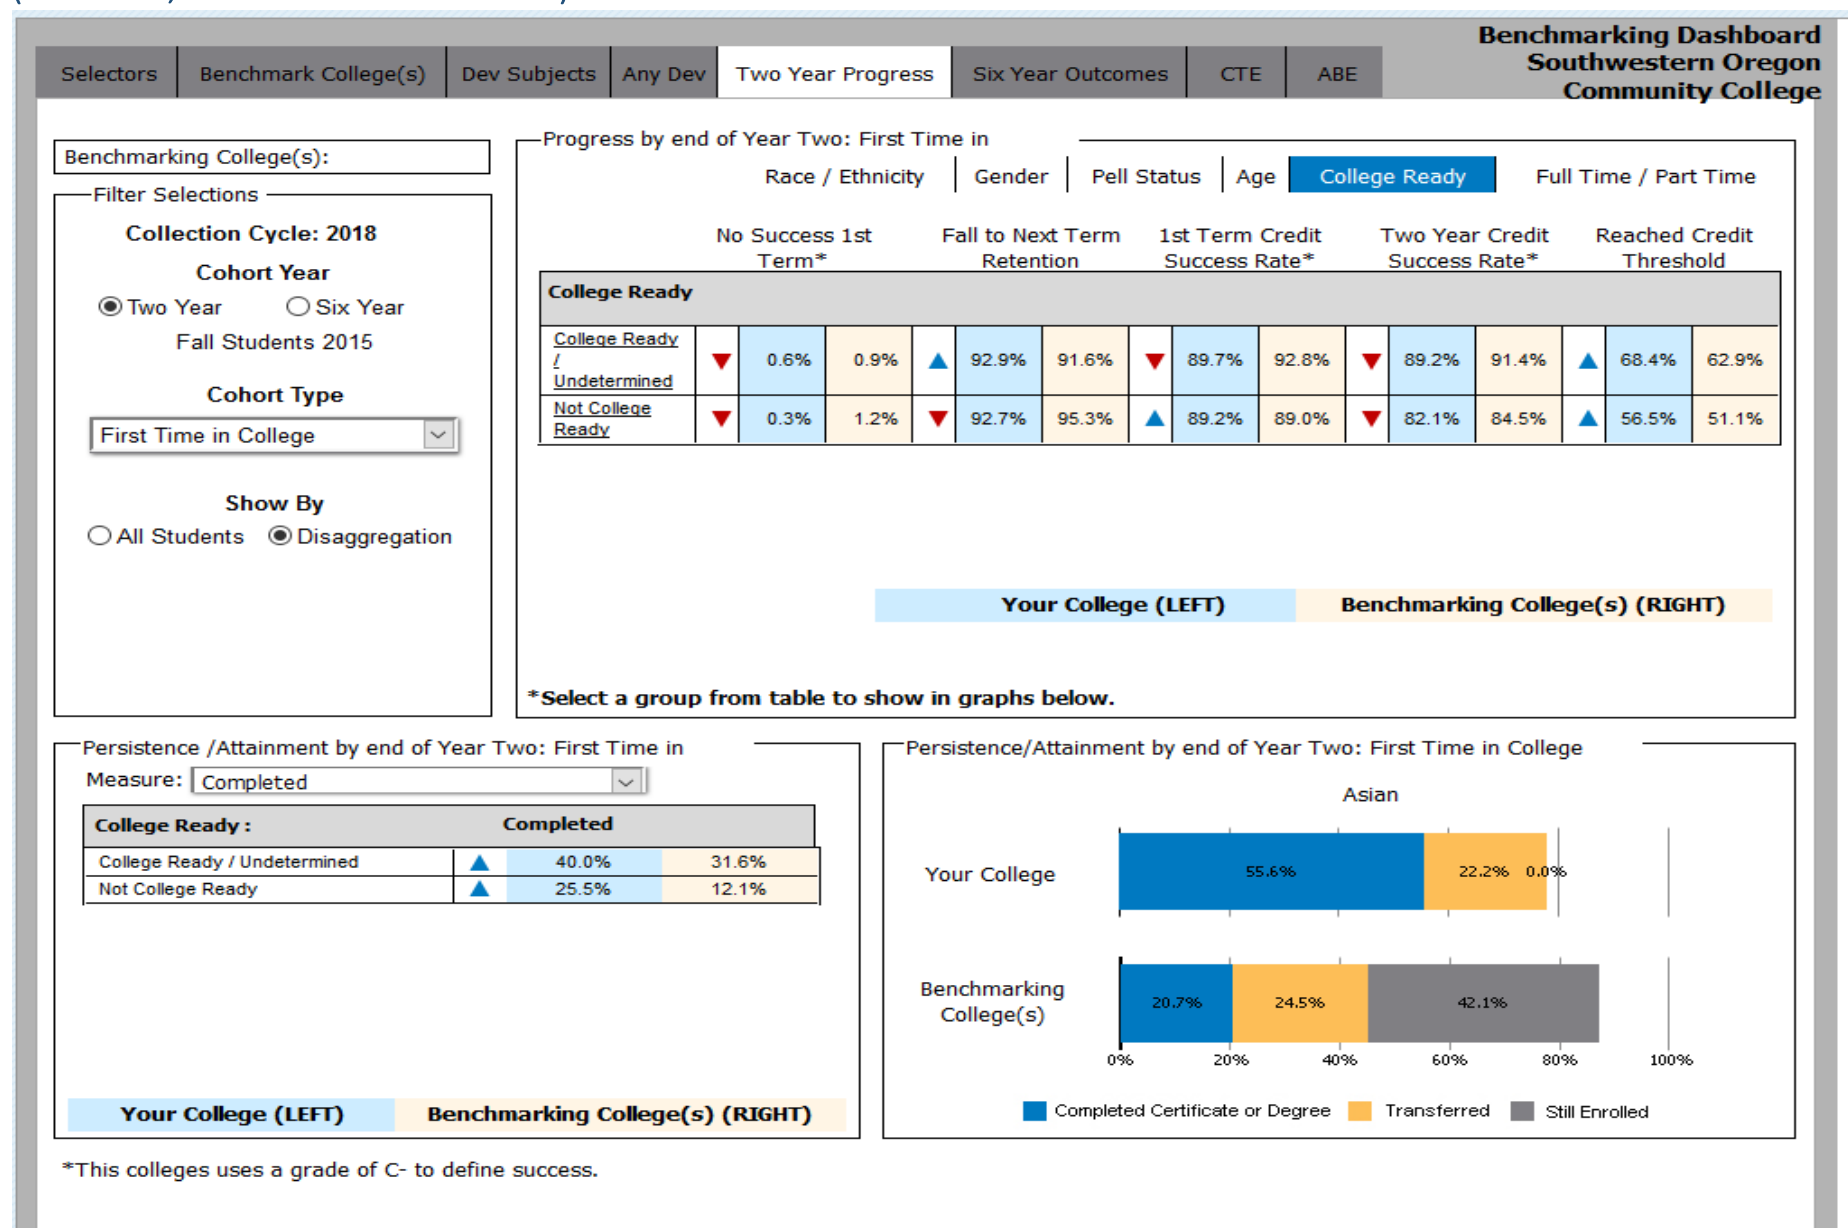 Benchmarking Dashboard
Southwestern Oregon
Community College
Selectors Benchmark College(s) Dev Subjects Any Dev Two Year Progress Six Year Outcomes CTE ABE
Benchmarking College(s):
Filter Selections
Collection Cycle: 2018
Cohort Year
Two Year Six Year
Fall Students 2015
Cohort Type
First Time in College
Show By
All Students Disaggregation
Progress by end of Year Two: First Time in
Race / Ethnicity Gender Pell Status Age College Ready Full Time / Part Time
No Success 1st Fall to Next Term 1st Term Credit Two Year Credit Reached Credit
Term* Retention Success Rate* Success Rate* Threshold
College Ready
College Ready
/
Undetermined
0.6% 0.9% 92.9% 91.6% 89.7% 92.8% 89.2% 91.4% 68.4% 62.9%
Not College
Ready
0.3% 1.2% 92.7% 95.3% 89.2% 89.0% 82.1% 84.5% 56.5% 51.1%
Your College (LEFT) Benchmarking College(s) (RIGHT)
*Select a group from table to show in graphs below.
Persistence /Attainment by end of Year Two: First Time in
Measure: Completed
College Ready : Completed
College Ready / Undetermined 40.0% 31.6%
Not College Ready 25.5% 12.1%
Your College (LEFT) Benchmarking College(s) (RIGHT)
Persistence/Attainment by end of Year Two: First Time in College
Asian
Your College 55.6% 22.2% 0.0%
Benchmarking
College(s)
20.7% 24.5% 42.1%
0% 20% 40% 60% 80% 100%
Completed Certificate or Degree Transferred Still Enrolled
*This colleges uses a grade of C- to define success.